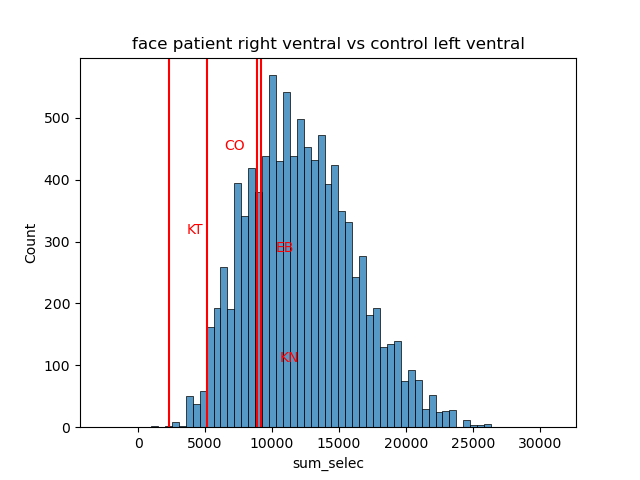 face patient right ventral vs control left ventral
Count
500
400
300
200
100
0
CO
KT
EB
KN
0 5000 10000 15000 20000 25000 30000
sum_selec